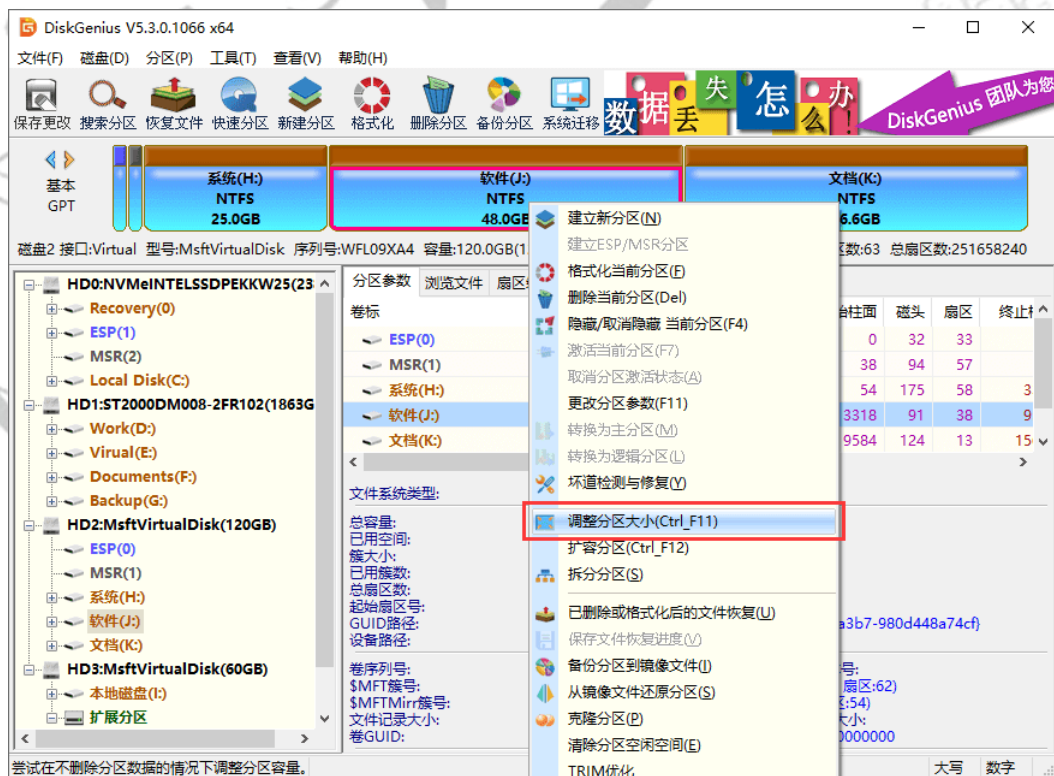 DiskGenius V5.3.0.1066 x64
文件(F) 磁盘(D) 分区(P) 工具(T) 查看(V) 帮助(H)
保存更改 搜索分区 恢复文件 快速分区 新建分区 格式化 删除分区 备份分区 系统迁移
数据丢失怎么办!
DiskGenius 团队为您
基本
GPT
系统(H:)
NTFS
25.0GB
软件(J:)
NTFS
48.0GB
文档(K:)
NTFS
6.6GB
磁盘2 接口:Virtual 型号:MsftVirtualDisk 序列号:WFL09XA4 容量:120.0GB(1 区数:63 总扇区数:251658240
HD0:NVMeINTELSSDPEKKW25(23
Recovery(0)
ESP(1)
MSR(2)
Local Disk(C:)
HD1:ST2000DM008-2FR102(1863G
Work(D:)
Virual(E:)
Documents(F:)
Backup(G:)
HD2:MsftVirtualDisk(120GB)
ESP(0)
MSR(1)
系统(H:)
软件(J:)
文档(K:)
HD3:MsftVirtualDisk(60GB)
本地磁盘(I:)
扩展分区
分区参数 浏览文件 扇区
卷标 柱面 磁头 扇区 终止
ESP(0) 0 32 33
MSR(1) 38 94 57
系统(H:) 54 175 58 3
软件(J:) 3318 91 38 9
文档(K:) 9584 124 13 15
文件系统类型:
总容量:
已用空间:
簇大小:
已用簇数:
总扇区数:
起始扇区号:
GUID路径: a3b7-980d448a74cf}
设备路径:
卷序列号: 号:
$MFT簇号: 扇区:62)
$MFTMirr簇号: :54)
文件记录大小: 大小:
卷GUID: 0000000
建立新分区(N)
建立ESP/MSR分区
格式化当前分区(F)
删除当前分区(Del)
隐藏/取消隐藏 当前分区(F4)
激活当前分区(F7)
取消分区激活状态(A)
更改分区参数(F11)
转换为主分区(M)
转换为逻辑分区(L)
坏道检测与修复(Y)
调整分区大小(Ctrl_F11)
扩容分区(Ctrl_F12)
拆分分区(S)
已删除或格式化后的文件恢复(U)
保存文件恢复进度(V)
备份分区到镜像文件(I)
从镜像文件还原分区(S)
克隆分区(P)
清除分区空闲空间(E)
TRIM优化
尝试在不删除分区数据的情况下调整分区容量。 大写 数字